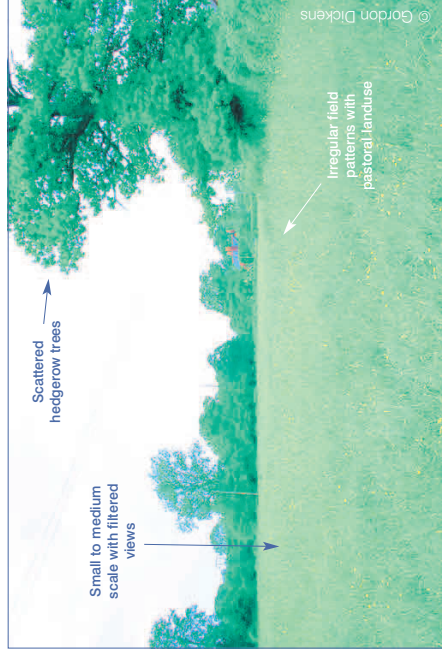 Scattered
hedgerow trees
Small to medium
scale with filtered
views
Irregular field
patterns with
pastoral landuse
© Gordon Dickens